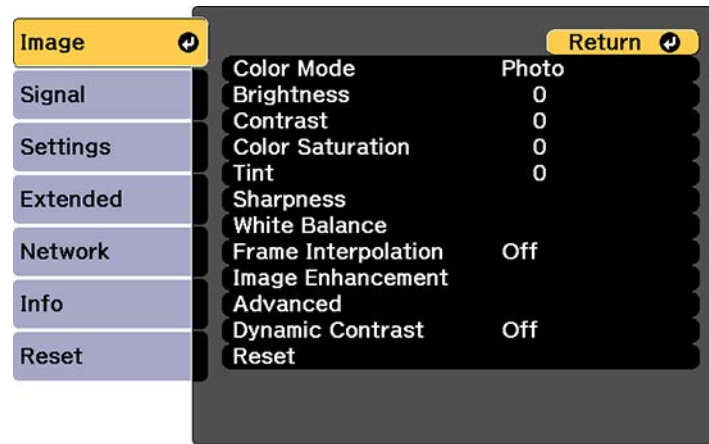 Image
Signal
Settings
Extended
Network
Info
Reset
Return
Color Mode Photo
Brightness 0
Contrast 0
Color Saturation 0
Tint 0
Sharpness
White Balance
Frame Interpolation Off
Image Enhancement
Advanced
Dynamic Contrast Off
Reset